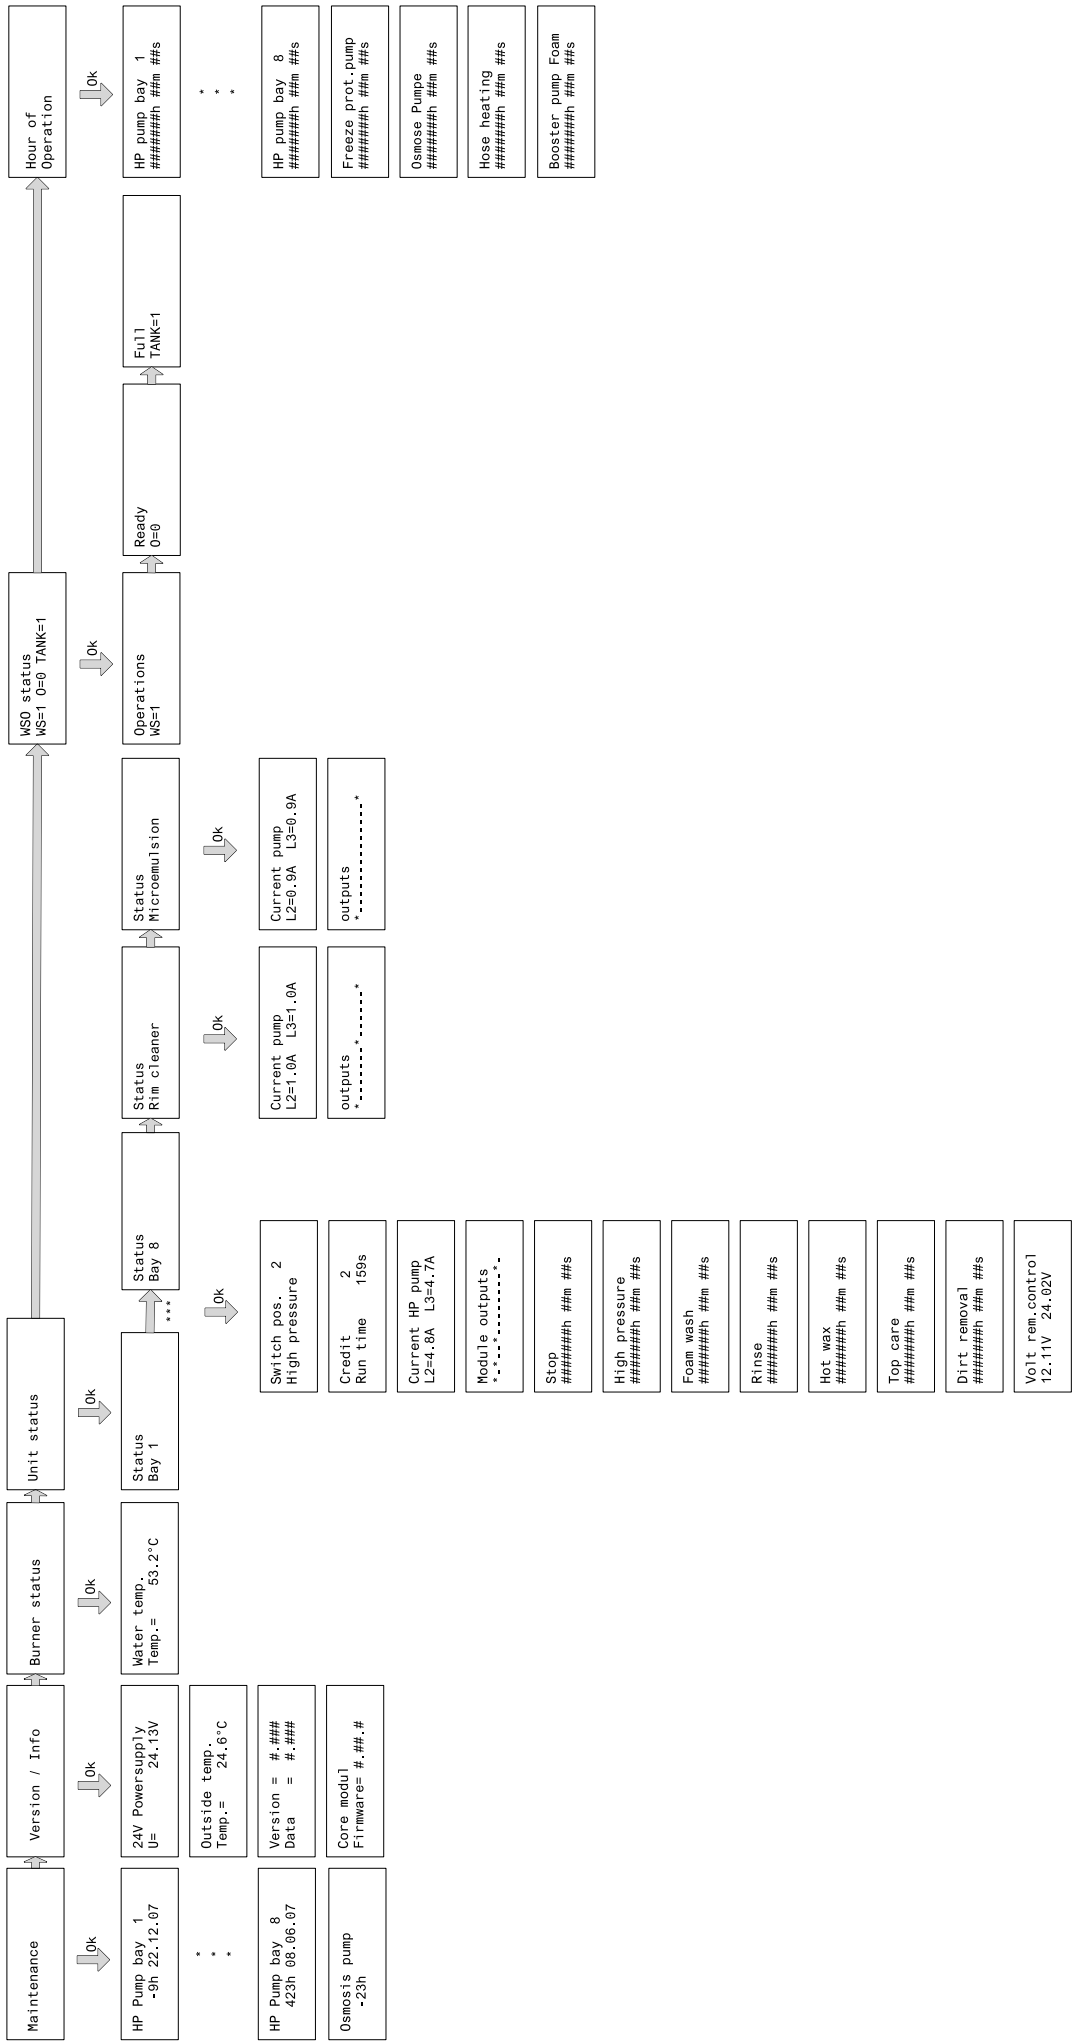 Maintenance
Ok
HP Pump bay  1
-9h 22.12.07
*
*
*
HP Pump bay  8
423h 08.06.07
Osmosis pump
-23h
Version / Info
Ok
24V Powersupply
U=      24.13V
Outside temp.
Temp.=    24.6°C
Version =  #.###
Data    =  #.###
Core modul
Firmware= #.##.#
Burner status
Ok
Water temp.
Temp.=    53.2°C
Unit status
Ok
Status
Bay 1
***
Status
Bay 8
Ok
Switch pos.   2
High pressure
Credit        2
Run time    159s
Current HP pump
L2=4.8A  L3=4.7A
Module outputs
*-*--*---------*-
Stop
#######h ##m ##s
High pressure
#######h ##m ##s
Foam wash
#######h ##m ##s
Rinse
#######h ##m ##s
Hot wax
#######h ##m ##s
Top care
#######h ##m ##s
Dirt removal
#######h ##m ##s
Volt rem.control
12.11V  24.02V
Status
Rim cleaner
Ok
Current pump
L2=1.0A  L3=1.0A
outputs
*-------*------*
Status
Microemulsion
Ok
Current pump
L2=0.9A  L3=0.9A
outputs
*--------------*
WSO status
WS=1 O=0 TANK=1
Ok
Operations
WS=1
Ready
O=0
Full
TANK=1
Hour of
Operation
Ok
HP pump bay  1
#######h ##m ##s
*
*
*
HP pump bay  8
#######h ##m ##s
Freeze prot.pump
#######h ##m ##s
Osmose Pumpe
#######h ##m ##s
Hose heating
#######h ##m ##s
Booster pump Foam
#######h ##m ##s